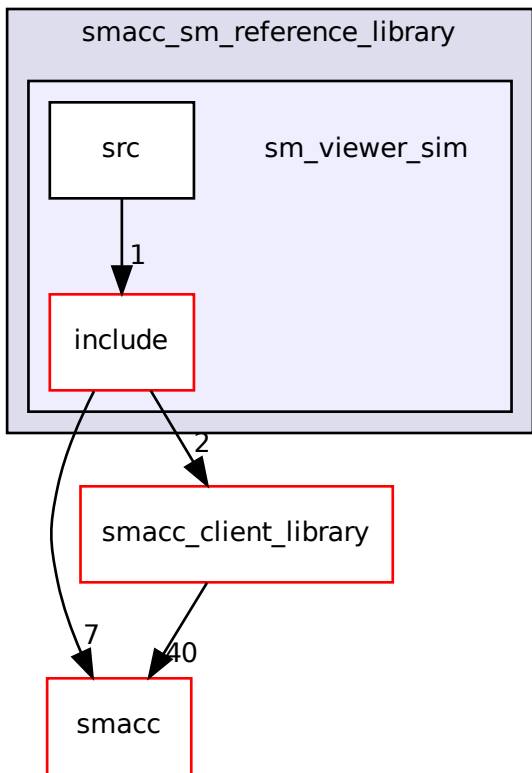 smacc_sm_reference_library
src
sm_viewer_sim
1
include
2
smacc_client_library
7
40
smacc